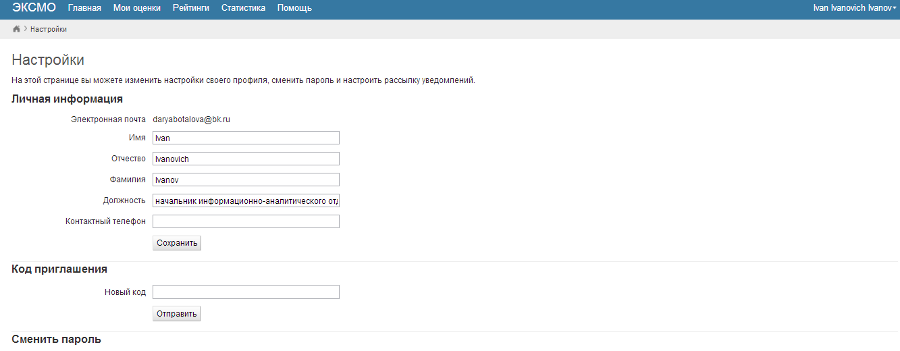 ЭКСМО Главная Мои оценки Рейтинги Статистика Помощь Ivan Ivanovich Ivanov
Настройки
Настройки
На этой странице вы можете изменить настройки своего профиля, сменить пароль и настроить рассылку уведомлений.
Личная информация
Электронная почта daryabotalova@bk.ru
Имя Ivan
Отчество Ivanovich
Фамилия Ivanov
Должность начальник информационно-аналитического отд
Контактный телефон
Сохранить
Код приглашения
Новый код
Отправить
Сменить пароль